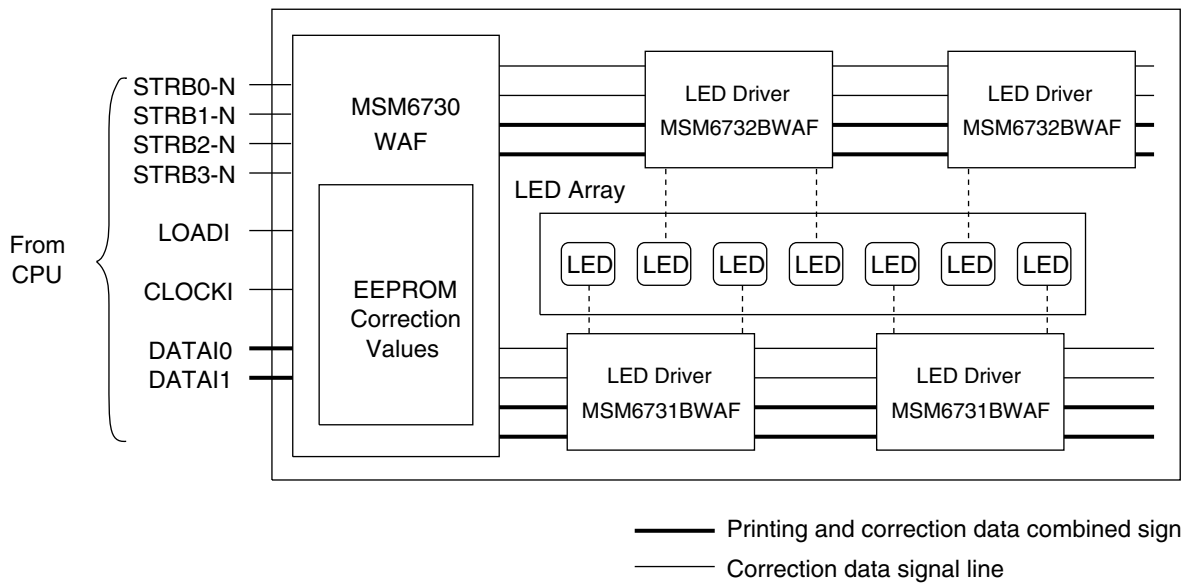 STRB0-N
STRB1-N
STRB2-N
STRB3-N
LOADI
CLOCKI
DATAI0
DATAI1
From
CPU
MSM6730
WAF
EEPROM
Correction
Values
LED Driver
MSM6732BWAF
LED Driver
MSM6732BWAF
LED Array
LED LED LED LED LED LED LED
LED Driver
MSM6731BWAF
LED Driver
MSM6731BWAF
Printing and correction data combined sign
Correction data signal line